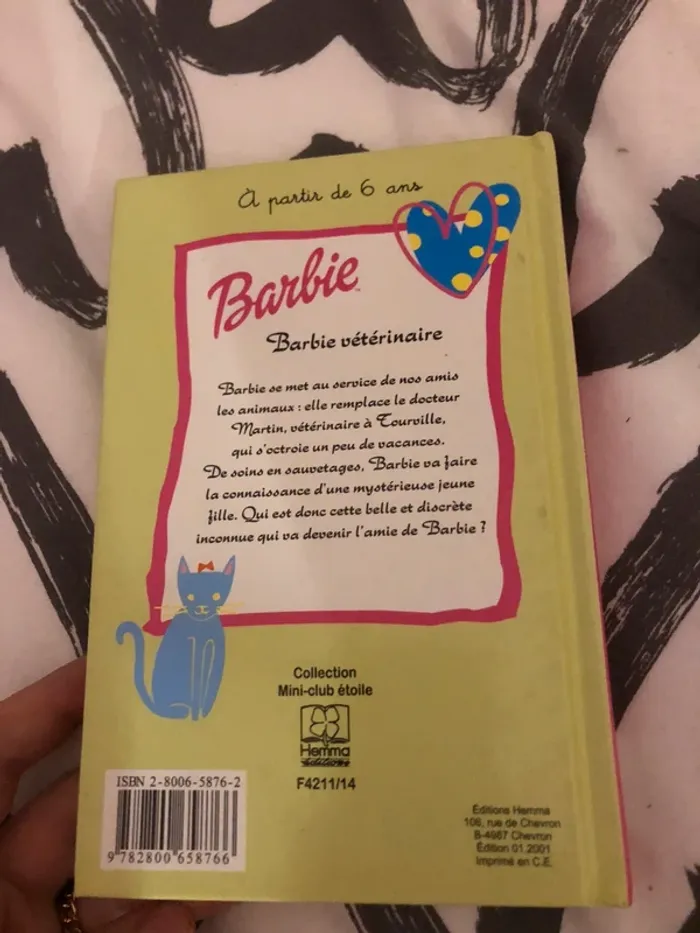 À partir de 6 ans
Barbie™
Barbie vétérinaire
Barbie se met au service de nos amis
les animaux : elle remplace le docteur
Martin, vétérinaire à Tourville,
qui s'octroie un peu de vacances.
De soins en sauvetages, Barbie va faire
la connaissance d'une mystérieuse jeune
fille. Qui est donc cette belle et discrète
inconnue qui va devenir l'amie de Barbie ?
Collection
Mini-club étoile
Hemma
éditions
F4211/14
ISBN 2-8006-5876-2
9 782800 658766
Éditions Hemma
106, rue de Chevron
B-4987 Chevron
Édition 01.2001
Imprimé en C.E.